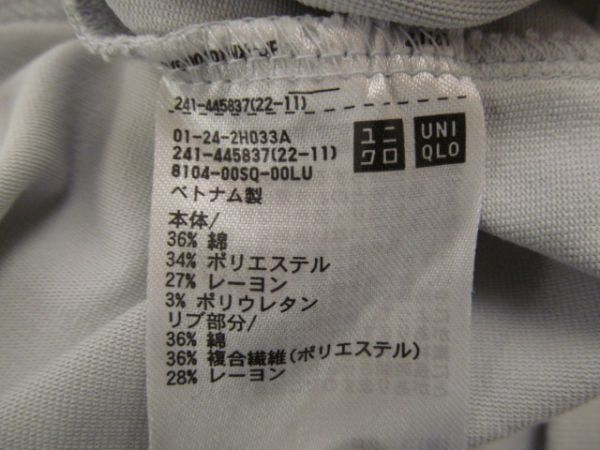 241-445837(22-11)
01-24-2H033A
241-445837(22-11)
8104-00SQ-00LU
ユニクロ
UNIQLO
ベトナム製
本体/
36% 綿
34% ポリエステル
27% レーヨン
3% ポリウレタン
リブ部分/
36% 綿
36% 複合繊維(ポリエステル)
28% レーヨン